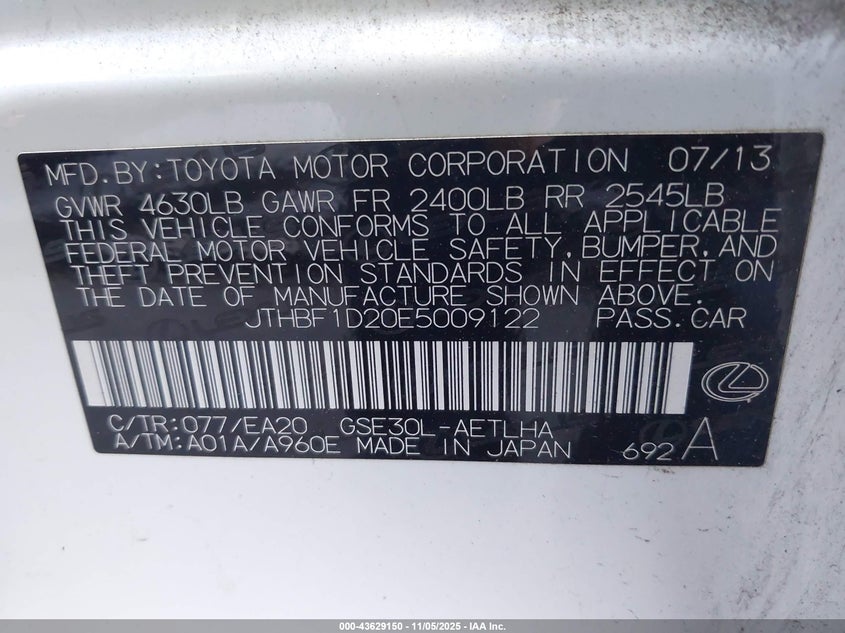 MFD. BY: TOYOTA MOTOR CORPORATION 07/13
GVWR 4630LB GAWR FR 2400LB RR 2545LB
THIS VEHICLE CONFORMS TO ALL APPLICABLE
FEDERAL MOTOR VEHICLE SAFETY, BUMPER, AND
THEFT PREVENTION STANDARDS IN EFFECT ON
THE DATE OF MANUFACTURE SHOWN ABOVE.
JTHBF1D20E5009122 PASS. CAR
C/TR: 077/EA20 GSE30L-AETLHA
A/TM: A01A/A960E MADE IN JAPAN 692 A
000-43629150 - 11/05/2025 - IAA Inc.